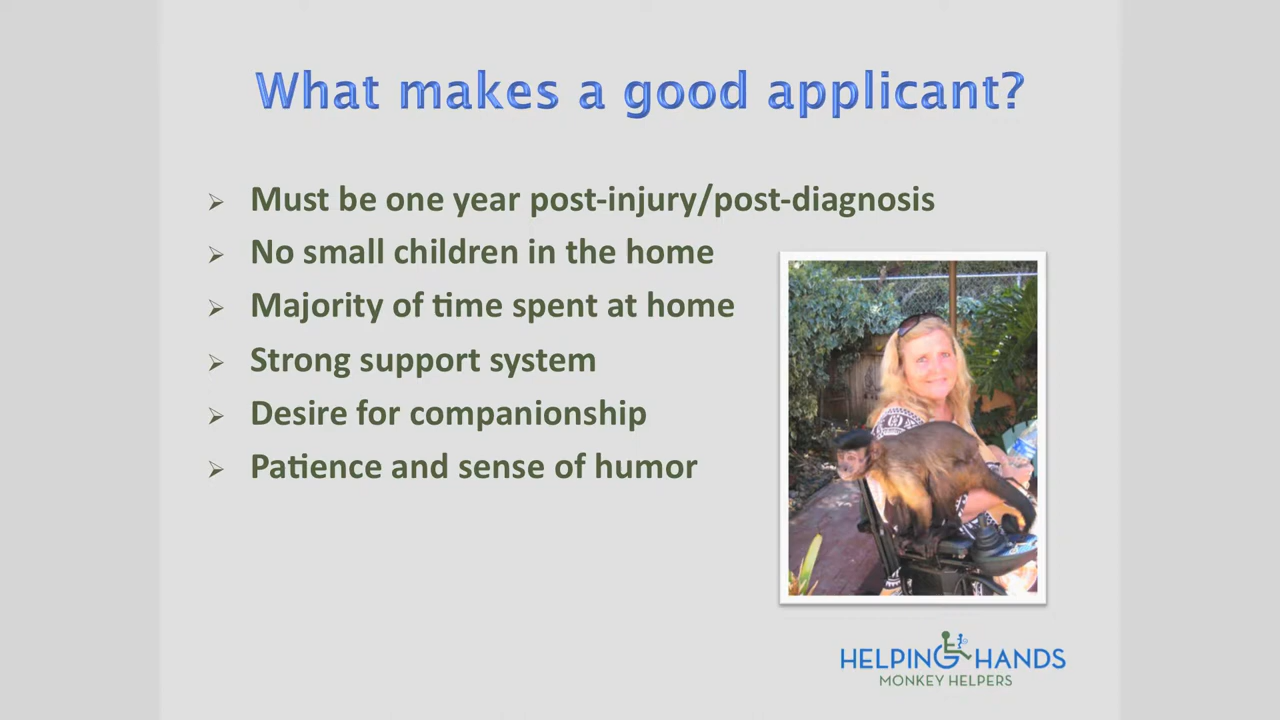 What makes a good applicant?
Must be one year post-injury/post-diagnosis
No small children in the home
Majority of time spent at home
Strong support system
Desire for companionship
Patience and sense of humor
HELPING HANDS
MONKEY HELPERS